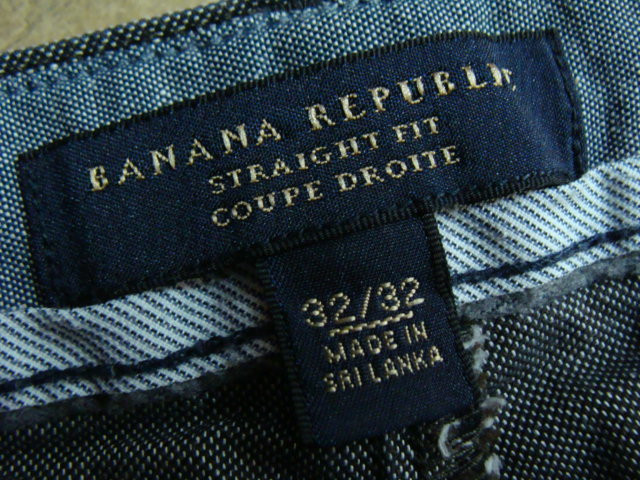 BANANA REPUBLIC
STRAIGHT FIT
COUPE DROITE
32/32
MADE IN
SRI LANKA